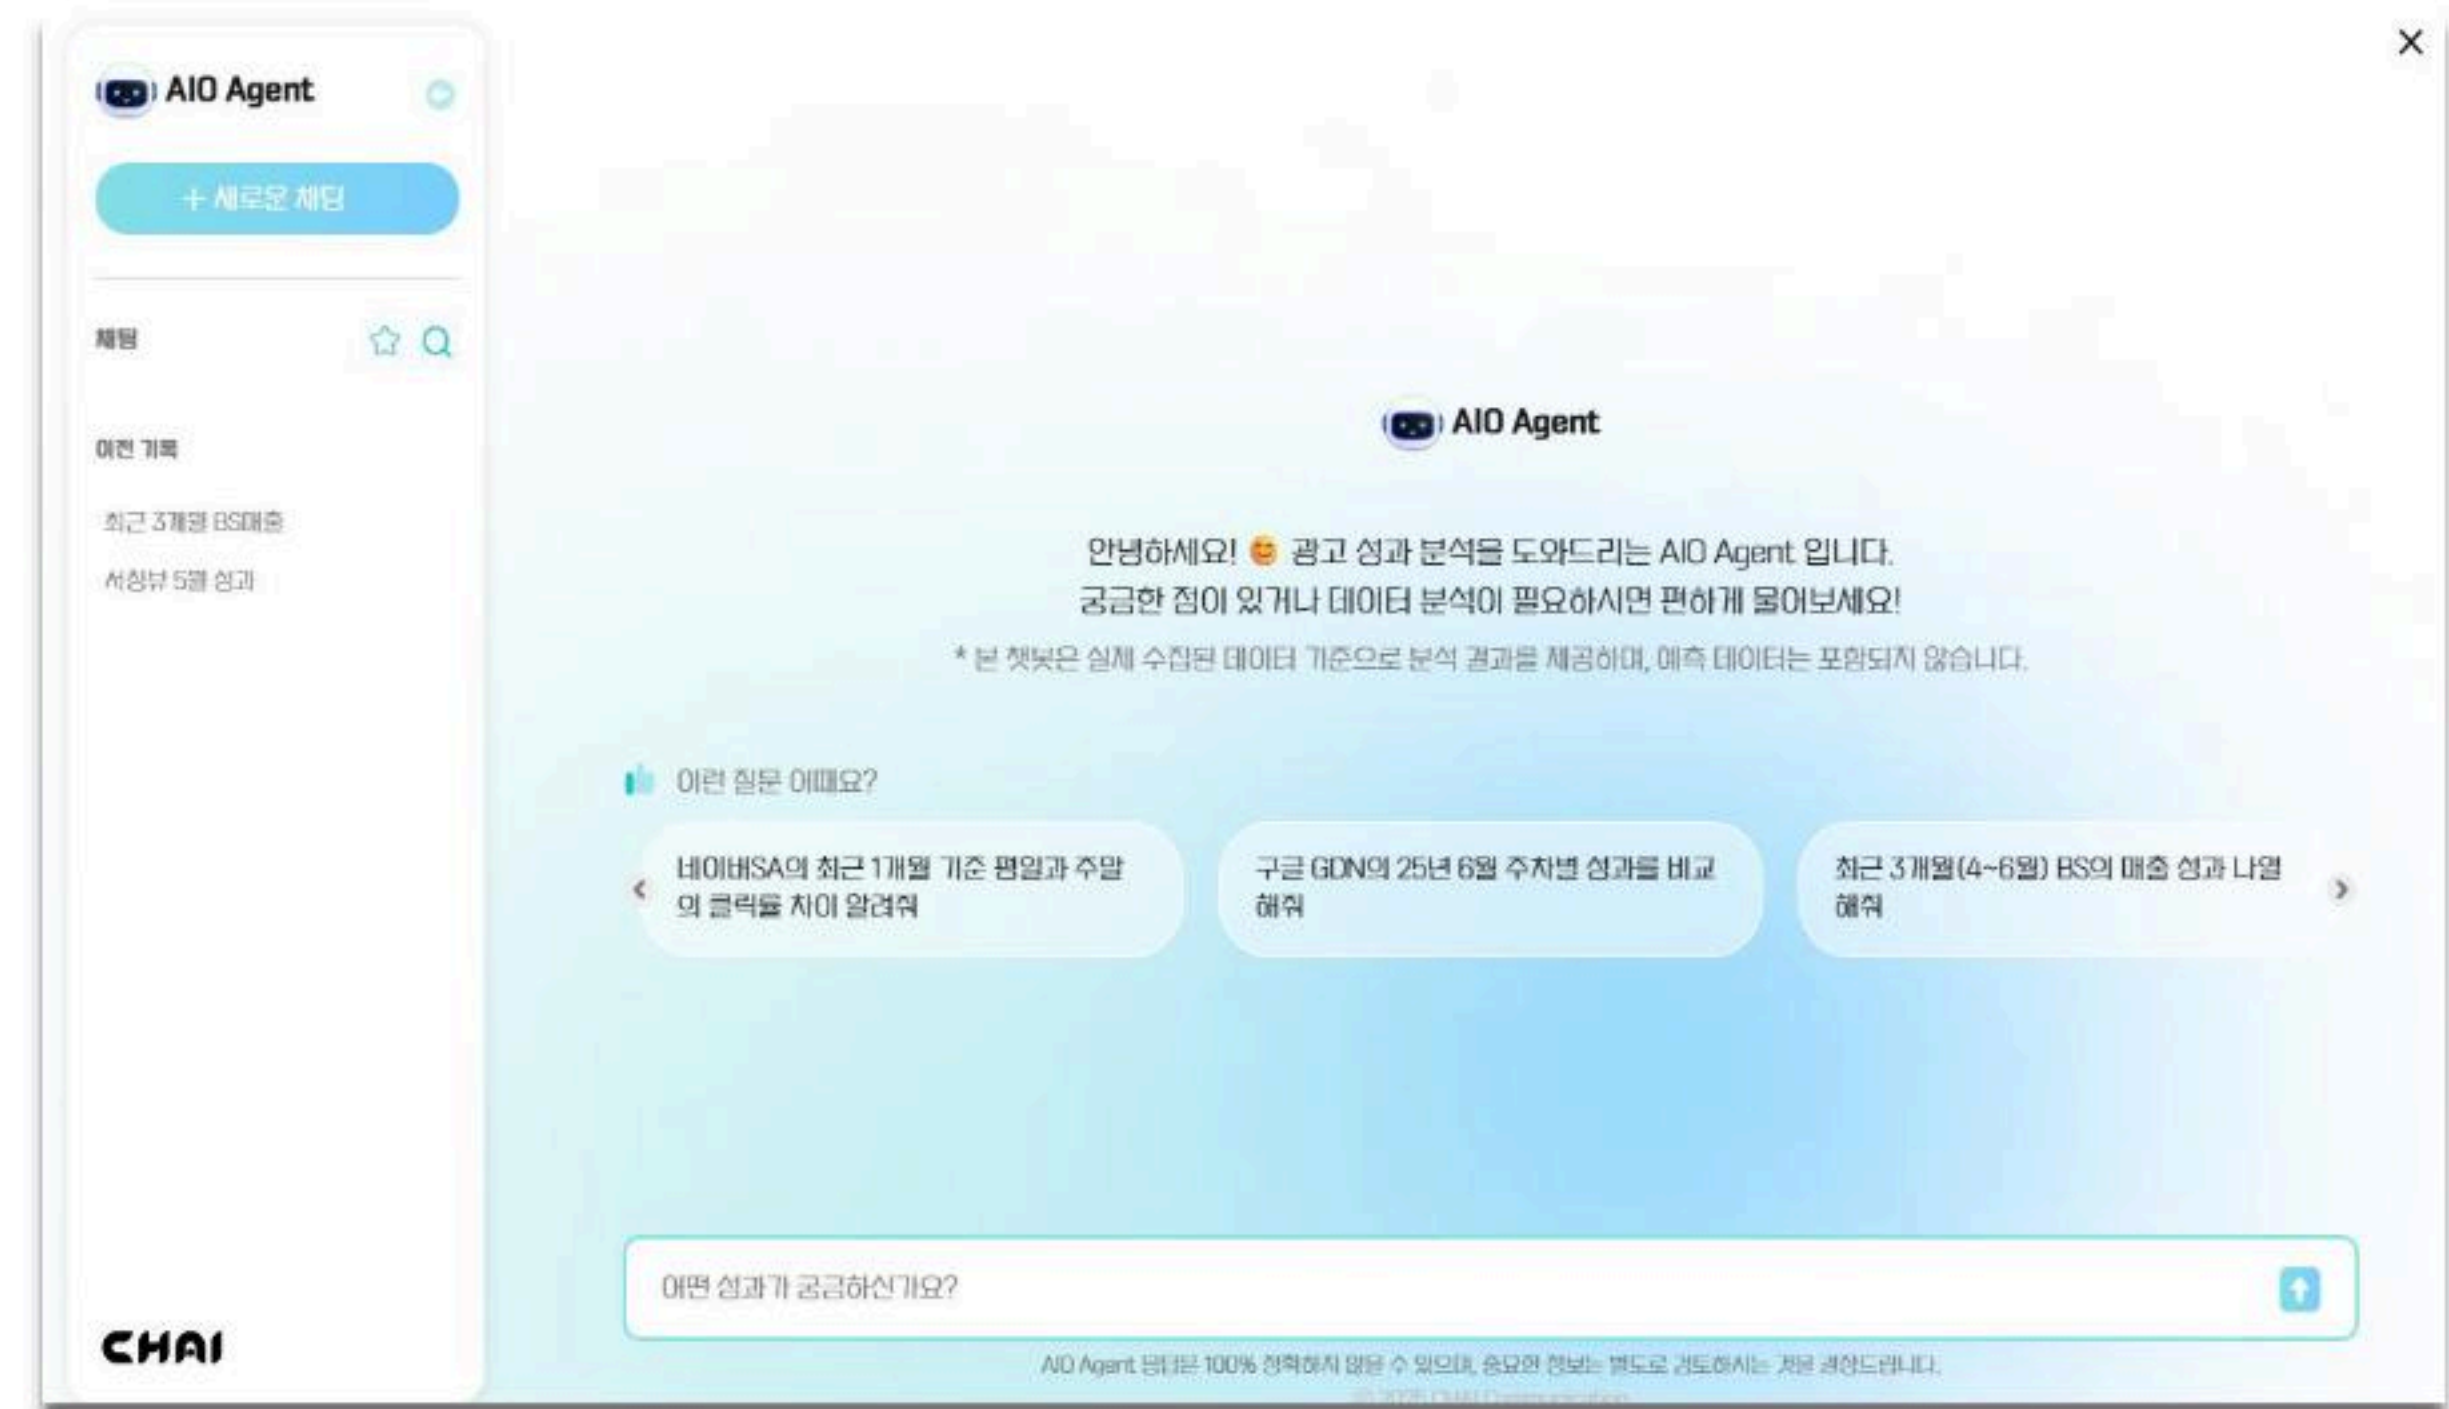 AIO Agent
+ 새로운 채팅
채팅
이전 기록
최근 3개월 BS매출
서칭뷰 5월 성과
CHAI
AIO Agent
안녕하세요! 😊 광고 성과 분석을 도와드리는 AIO Agent 입니다.
궁금한 점이 있거나 데이터 분석이 필요하시면 편하게 물어보세요!
* 본 챗봇은 실제 수집된 데이터 기준으로 분석 결과를 제공하며, 예측 데이터는 포함되지 않습니다.
이런 질문 어때요?
네이버SA의 최근 1개월 기준 평일과 주말
의 클릭률 차이 알려줘
구글 GDN의 25년 6월 주차별 성과를 비교
해줘
최근 3개월(4~6월) BS의 매출 성과 나열
해줘
어떤 성과가 궁금하신가요?
AIO Agent 응답은 100% 정확하지 않을 수 있으며, 중요한 정보는 별도로 검토하시는 것을 권장드립니다.
CHAI Communication